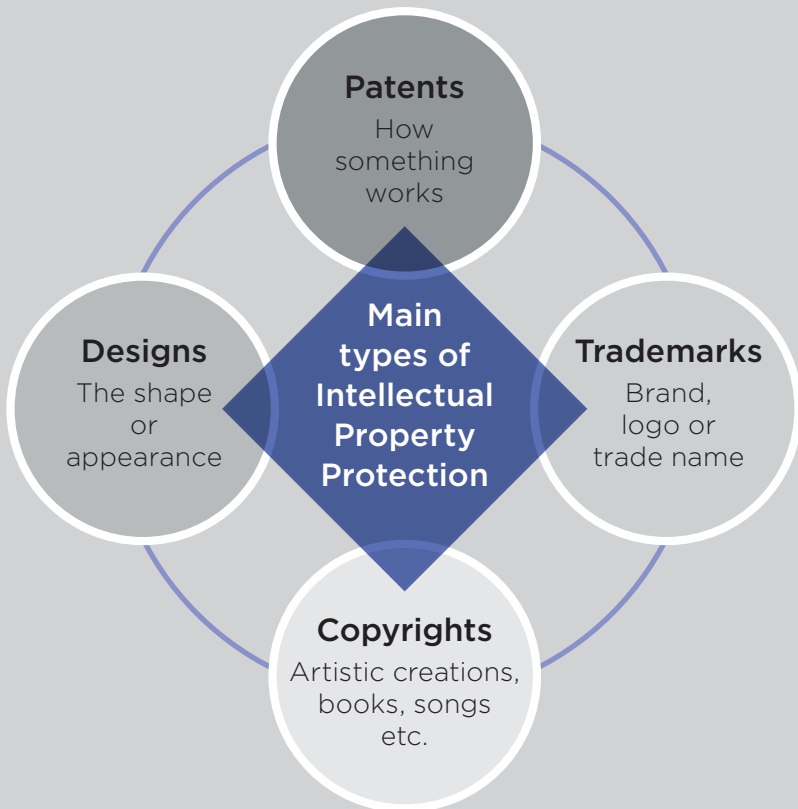 Patents
How
something
works
Designs
The shape
or
appearance
Main
types of
Intellectual
Property
Protection
Trademarks
Brand,
logo or
trade name
Copyrights
Artistic creations,
books, songs
etc.